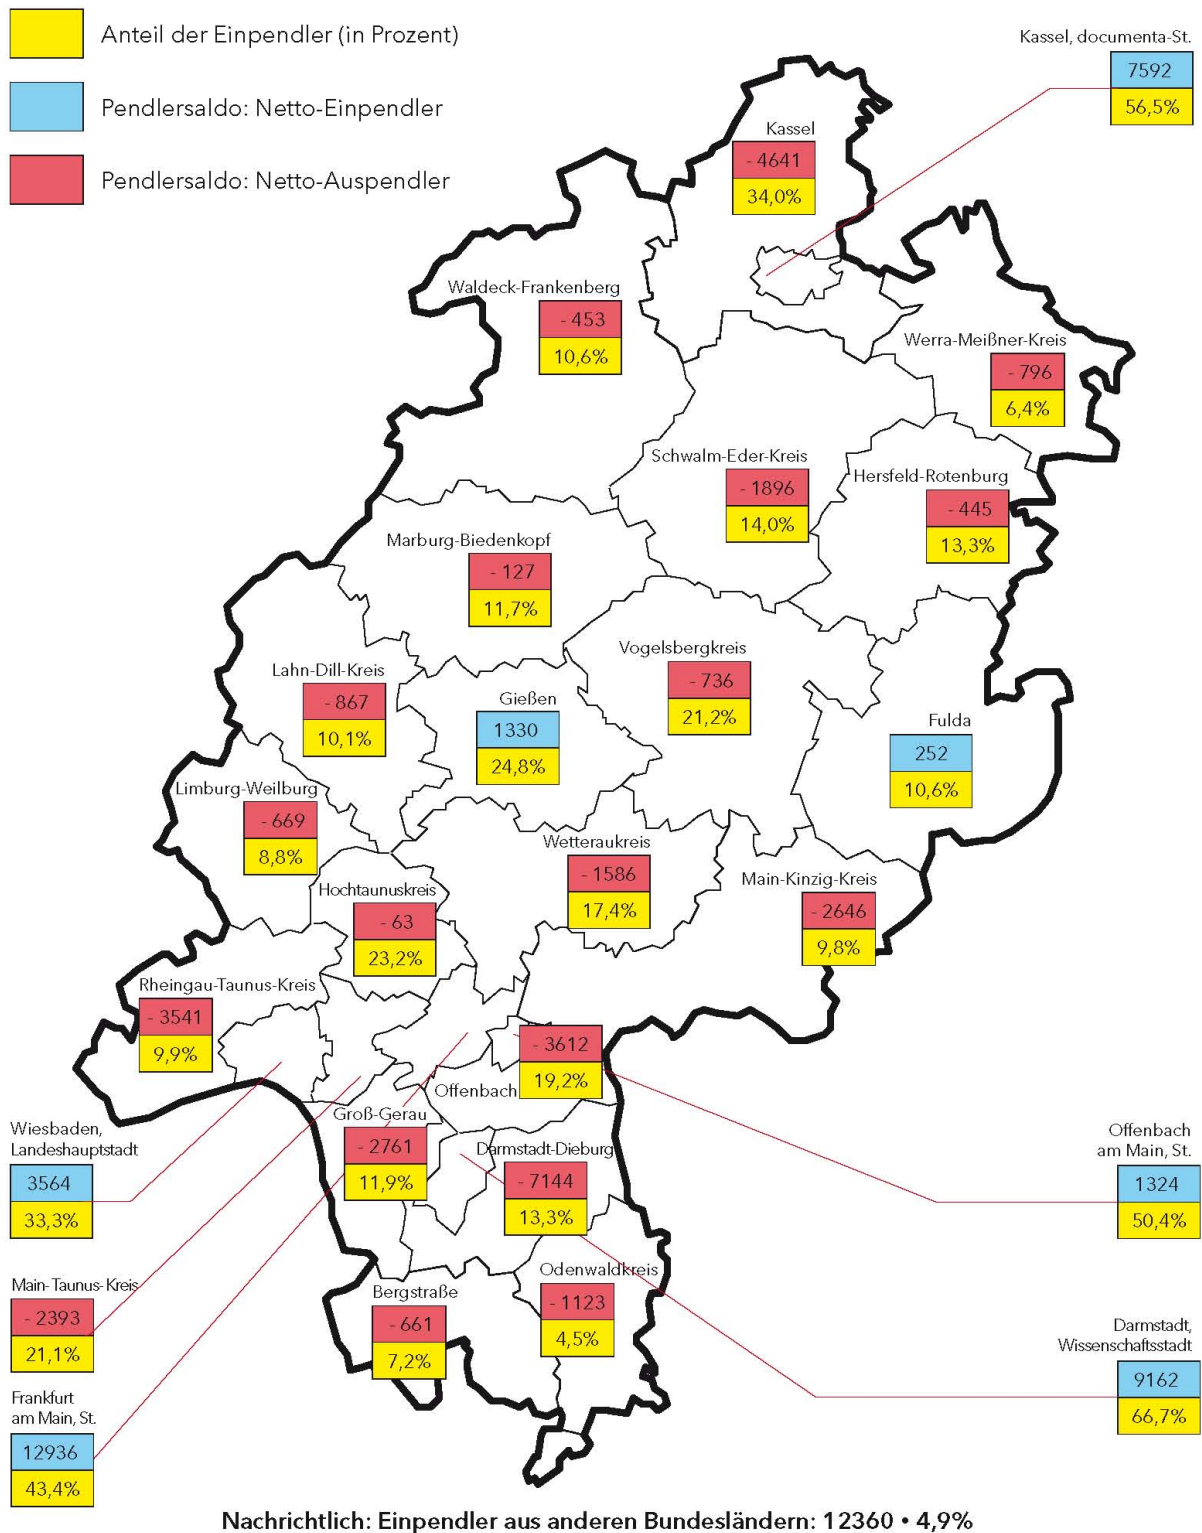 Anteil der Einpendler (in Prozent)
Pendlersaldo: Netto-Einpendler
Pendlersaldo: Netto-Auspendler
Kassel, documenta-St.
7592
56,5%
Kassel
- 4641
34,0%
Waldeck-Frankenberg
- 453
10,6%
Werra-Meißner-Kreis
- 796
6,4%
Schwalm-Eder-Kreis
- 1896
14,0%
Hersfeld-Rotenburg
- 445
13,3%
Marburg-Biedenkopf
- 127
11,7%
Vogelsbergkreis
- 736
21,2%
Lahn-Dill-Kreis
- 867
10,1%
Gießen
1330
24,8%
Fulda
252
10,6%
Limburg-Weilburg
- 669
8,8%
Wetteraukreis
- 1586
17,4%
Main-Kinzig-Kreis
- 2646
9,8%
Hochtaunuskreis
- 63
23,2%
Rheingau-Taunus-Kreis
- 3541
9,9%
- 3612
19,2%
Offenbach
Groß-Gerau
- 2761
11,9%
Darmstadt-Dieburg
- 7144
13,3%
Wiesbaden,
Landeshauptstadt
3564
33,3%
Offenbach
am Main, St.
1324
50,4%
Odenwaldkreis
- 1123
4,5%
Bergstraße
- 661
7,2%
Main-Taunus-Kreis
- 2393
21,1%
Darmstadt,
Wissenschaftsstadt
9162
66,7%
Frankfurt
am Main, St.
12936
43,4%
Nachrichtlich: Einpendler aus anderen Bundesländern: 12360 • 4,9%